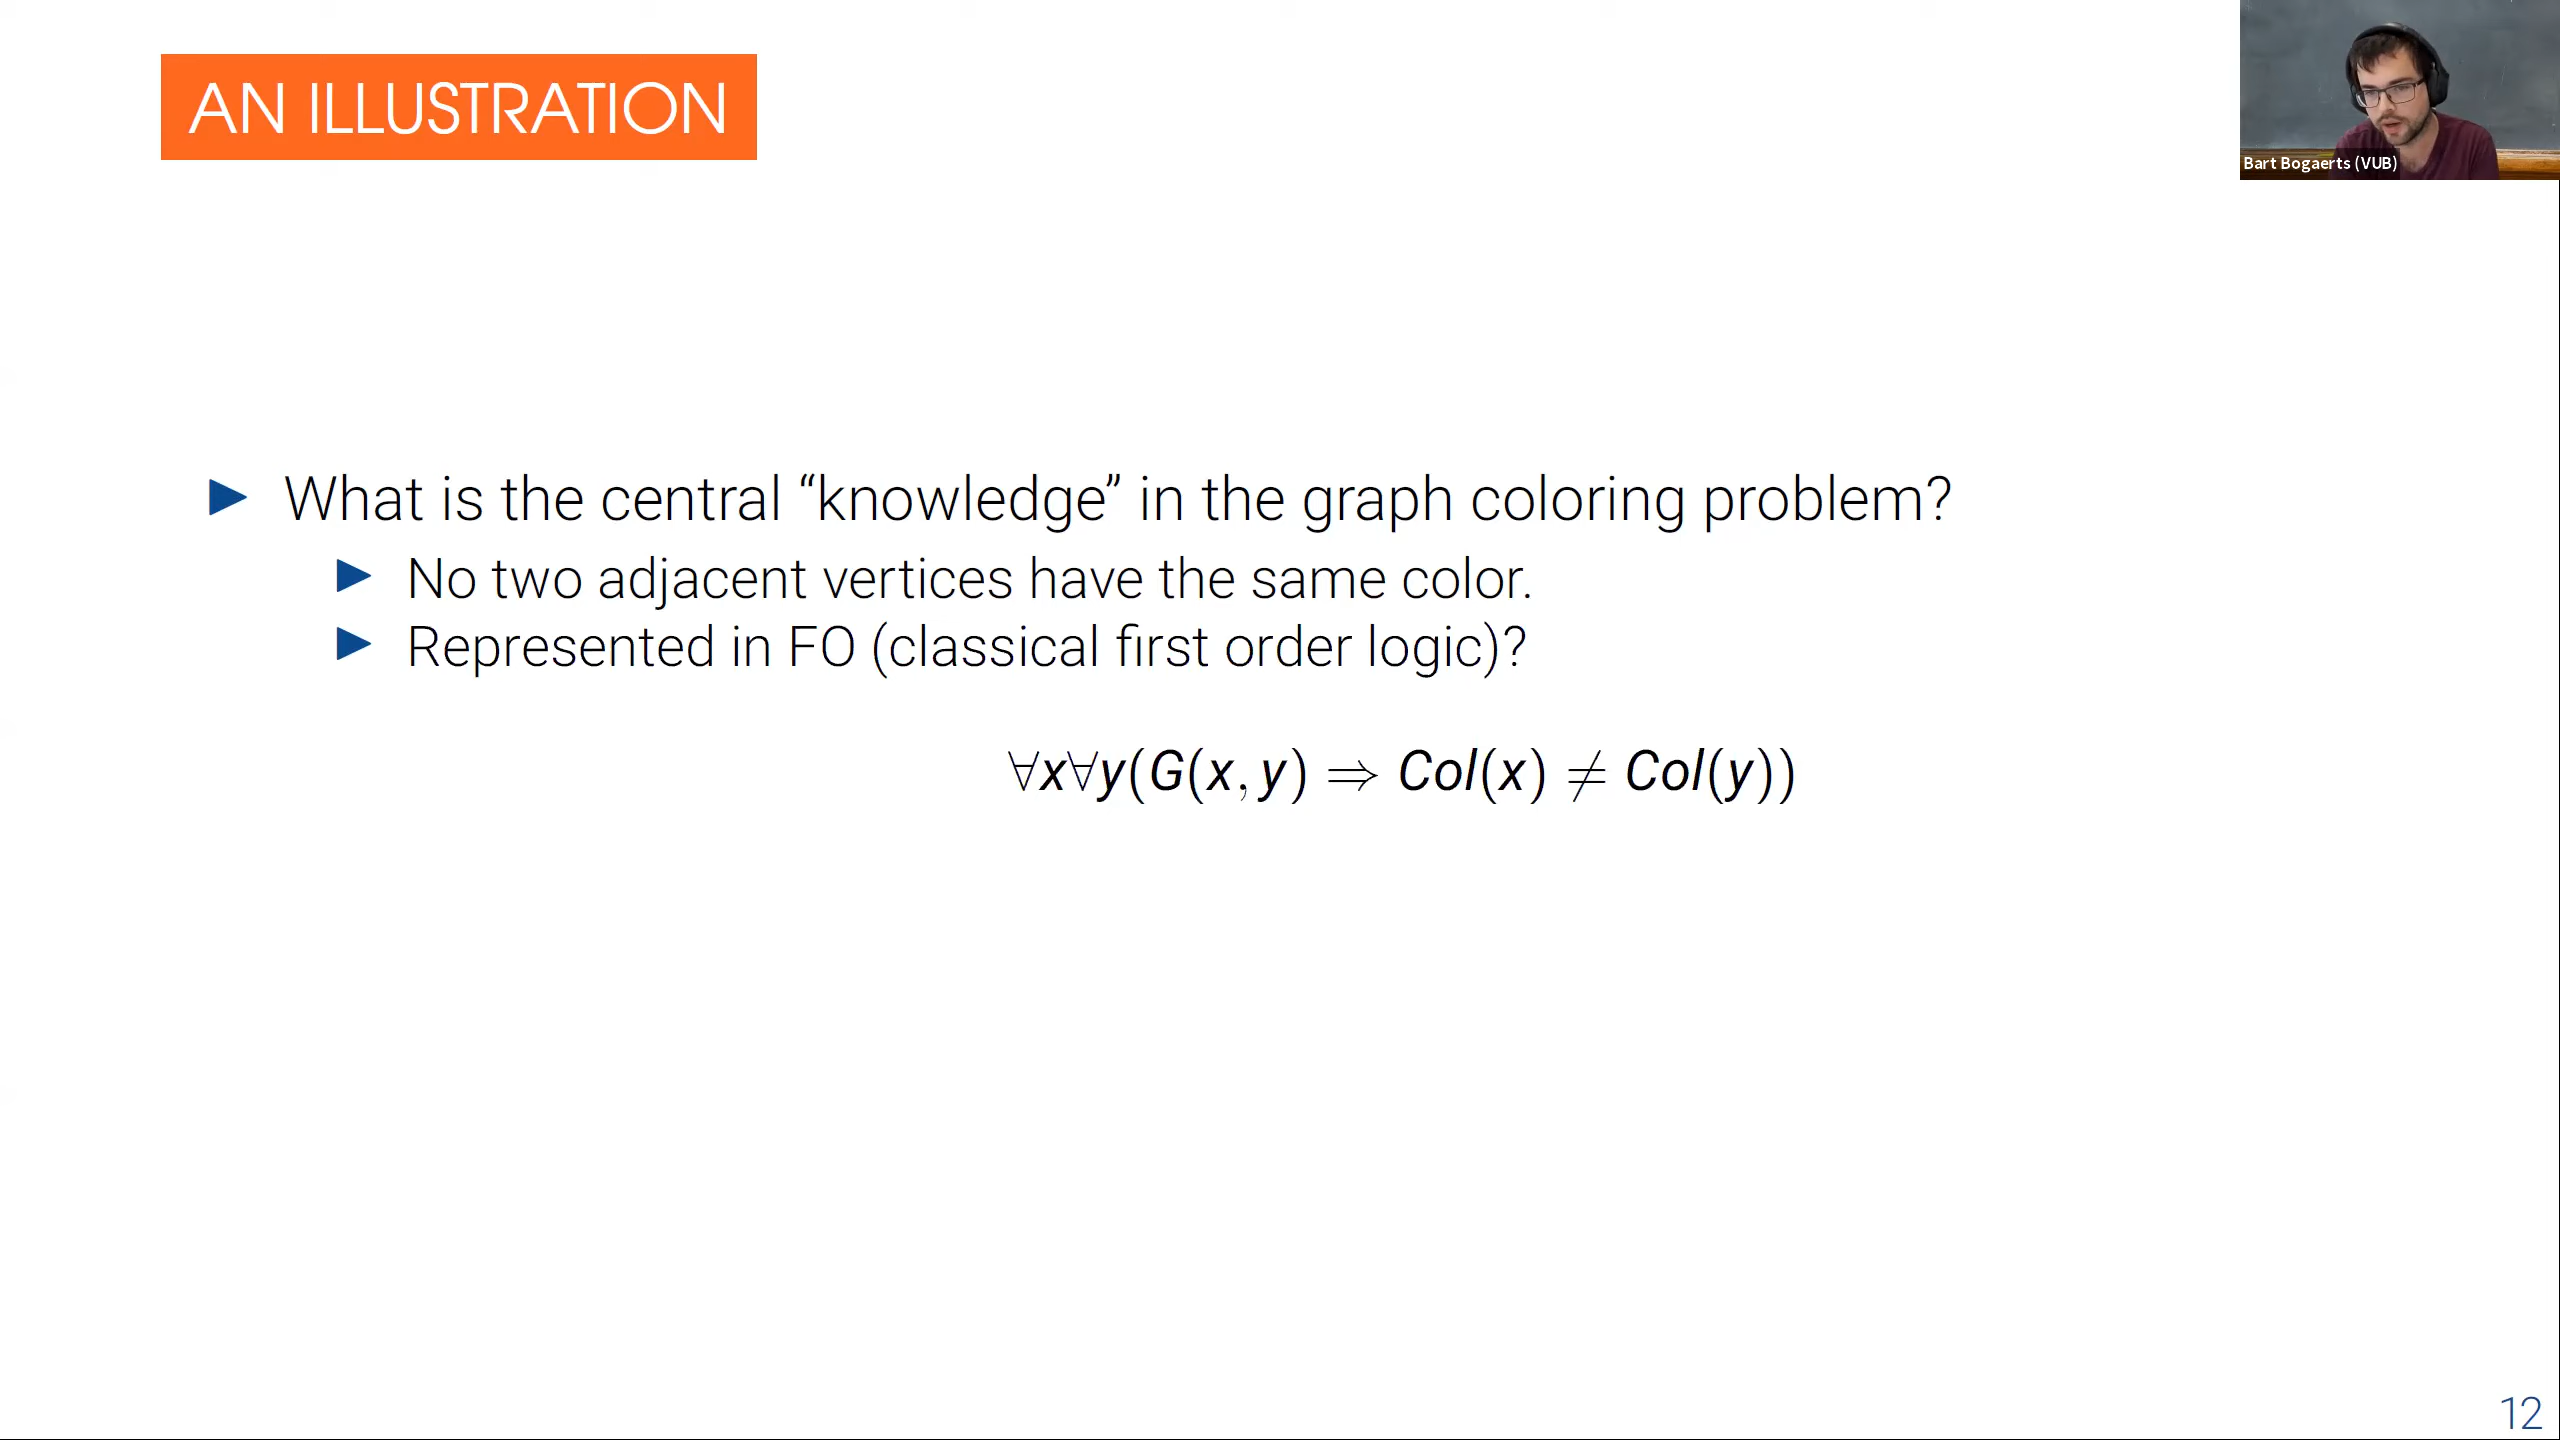 AN ILLUSTRATION
Bart Bogaerts (VUB)
▶ What is the central “knowledge” in the graph coloring problem?
▶ No two adjacent vertices have the same color.
▶ Represented in FO (classical first order logic)?
∀x∀y(G(x, y) ⇒ Col(x) ≠ Col(y))
12